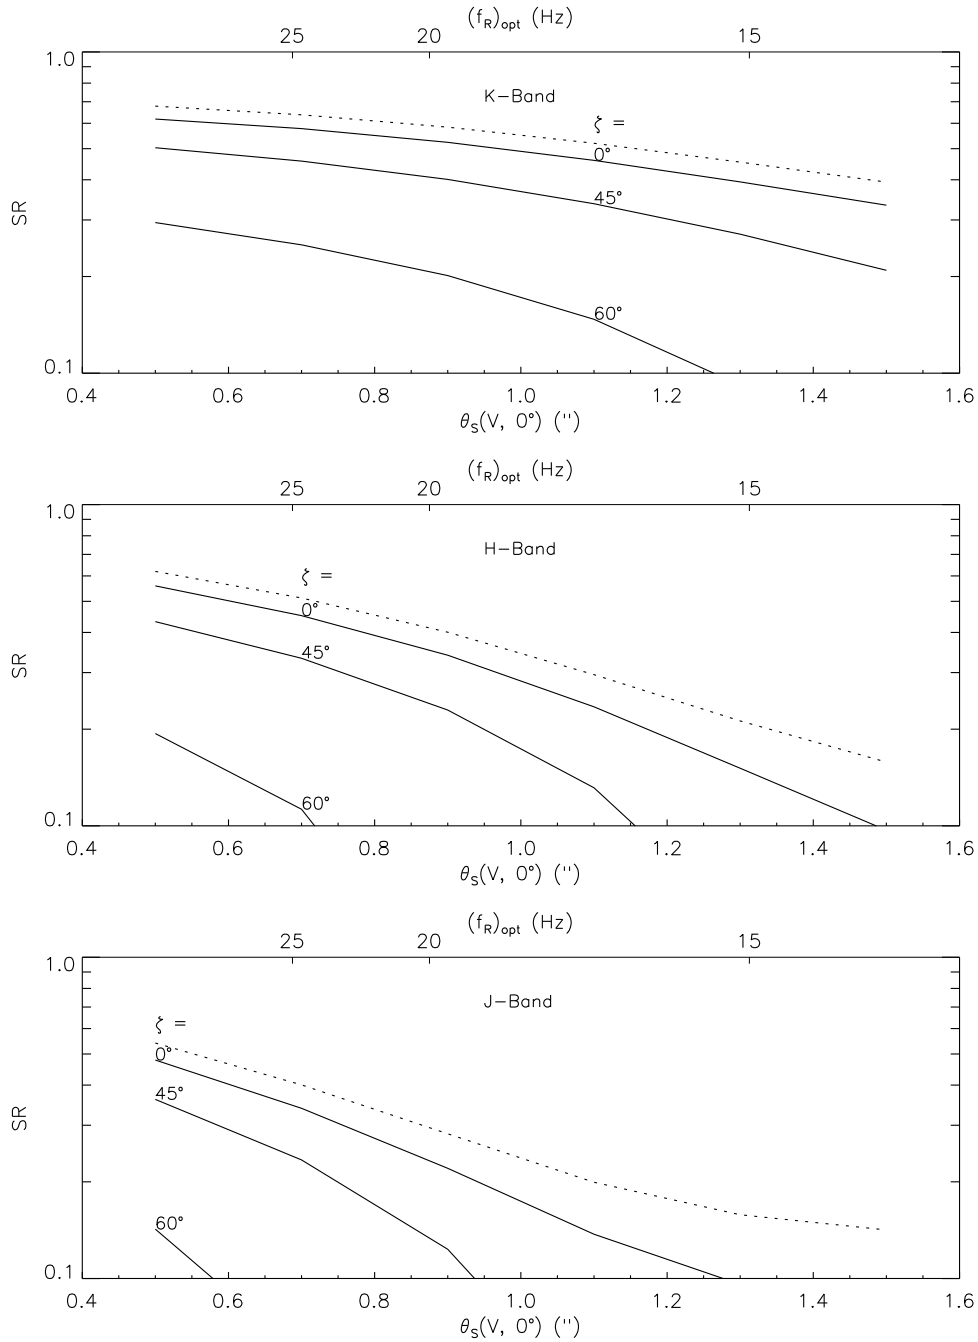 (f_R)_opt (Hz)
25 20 15
1.0
K-Band
ζ =
0°
45°
60°
SR
0.1
0.4 0.6 0.8 1.0 1.2 1.4 1.6
θ_S(V, 0°) (")
(f_R)_opt (Hz)
25 20 15
1.0
H-Band
ζ =
0°
45°
60°
SR
0.1
0.4 0.6 0.8 1.0 1.2 1.4 1.6
θ_S(V, 0°) (")
(f_R)_opt (Hz)
25 20 15
1.0
J-Band
ζ =
0°
45°
60°
SR
0.1
0.4 0.6 0.8 1.0 1.2 1.4 1.6
θ_S(V, 0°) (")